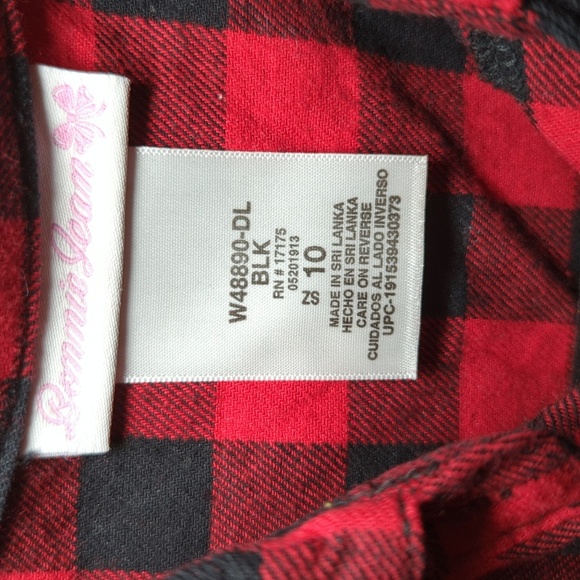 Bonnie Jean
W48890-DL
BLK
RN # 17175
05201913
10
MADE IN SRI LANKA
HECHO EN SRI LANKA
CARE ON REVERSE
CUIDADOS AL LADO INVERSO
UPC-191539430373